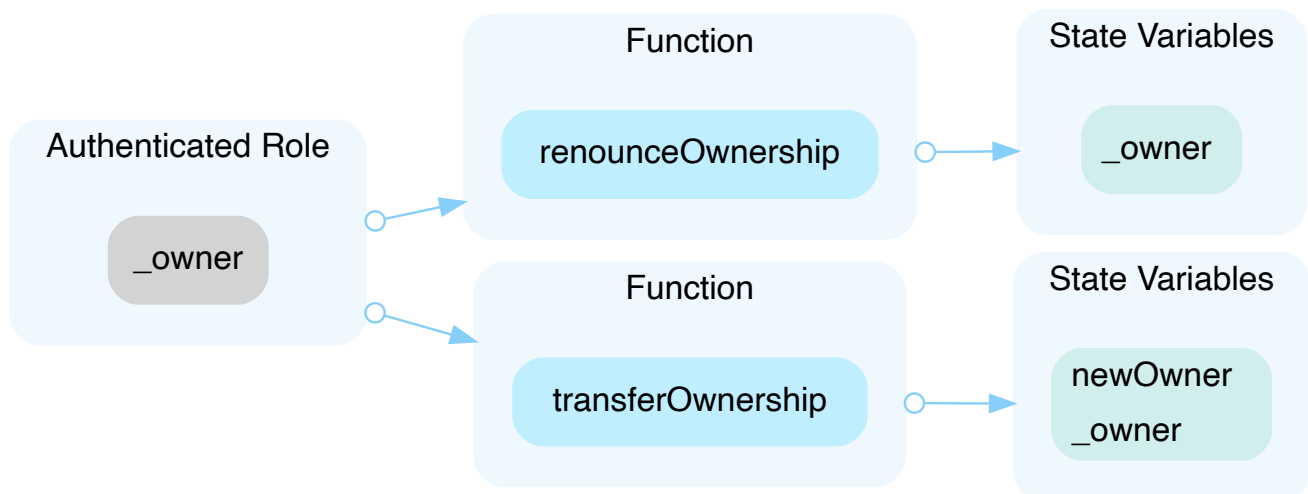 Authenticated Role
_owner
Function
renounceOwnership
State Variables
_owner
Function
transferOwnership
State Variables
newOwner
_owner